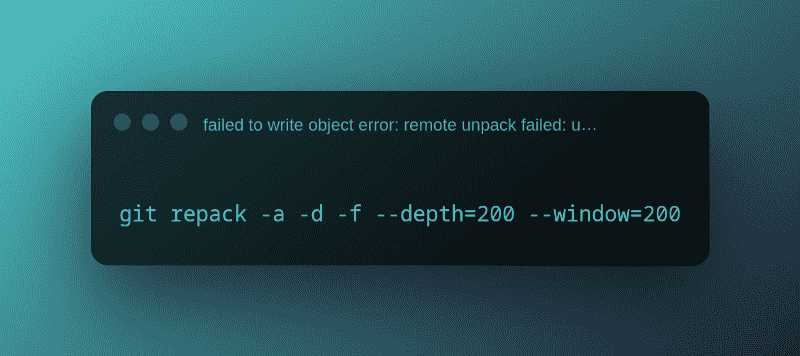 failed to write object error: remote unpack failed: u…
git repack -a -d -f --depth=200 --window=200